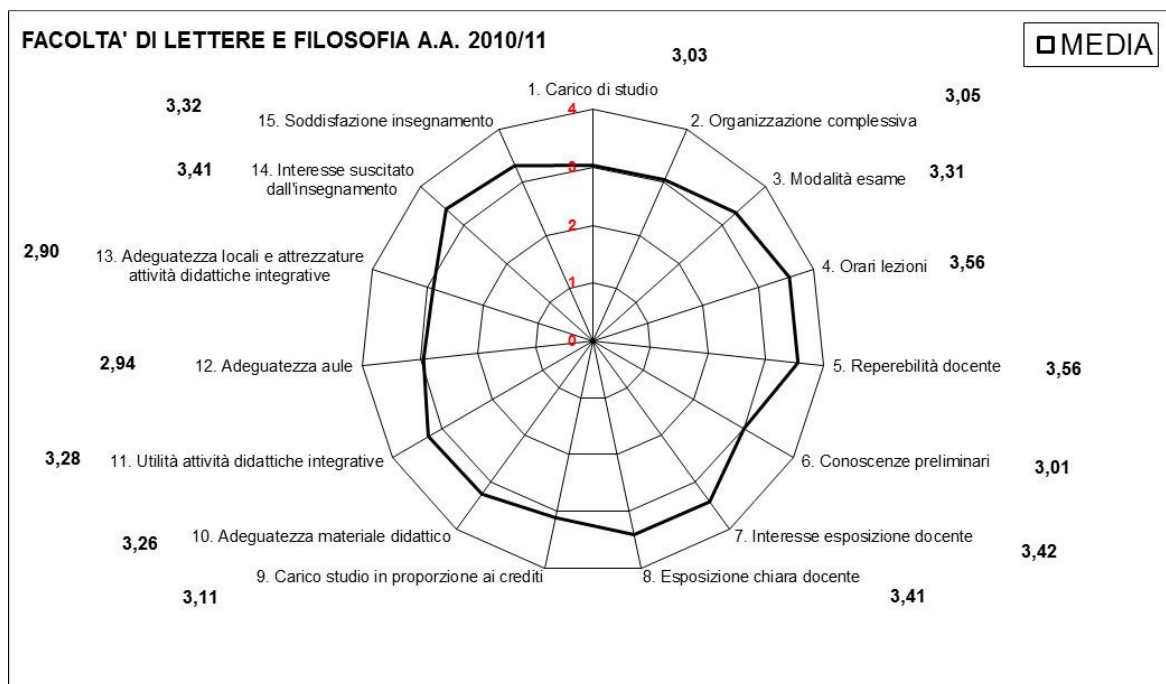 FACOLTA' DI LETTERE E FILOSOFIA A.A. 2010/11
MEDIA
3,03
1. Carico di studio
3,05
2. Organizzazione complessiva
3,31
3. Modalità esame
3,56
4. Orari lezioni
3,56
5. Reperebilità docente
3,01
6. Conoscenze preliminari
3,42
7. Interesse esposizione docente
3,41
8. Esposizione chiara docente
3,11
9. Carico studio in proporzione ai crediti
3,26
10. Adeguatezza materiale didattico
3,28
11. Utilità attività didattiche integrative
2,94
12. Adeguatezza aule
2,90
13. Adeguatezza locali e attrezzature
attività didattiche integrative
3,41
14. Interesse suscitato
dall'insegnamento
3,32
15. Soddisfazione insegnamento
4
3
2
1
0